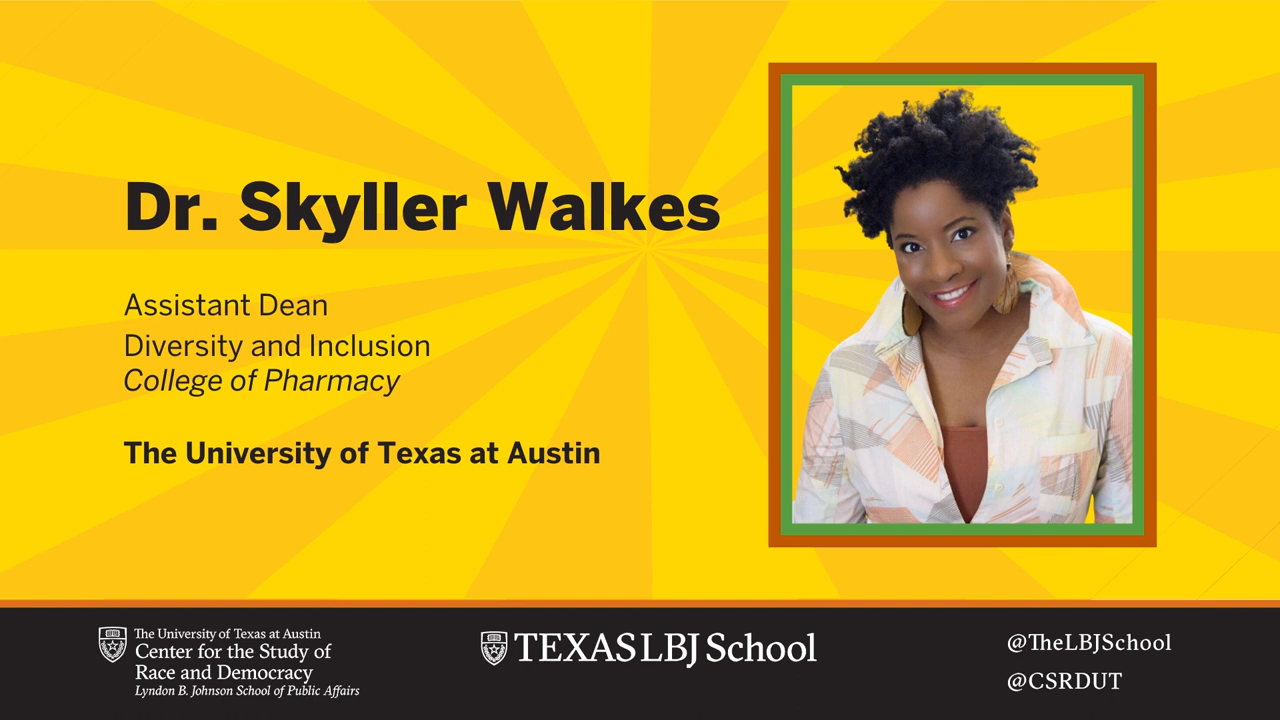 Dr. Skyller Walkes
Assistant Dean
Diversity and Inclusion
College of Pharmacy
The University of Texas at Austin
The University of Texas at Austin
Center for the Study of
Race and Democracy
Lyndon B. Johnson School of Public Affairs
TEXAS LBJ School
@TheLBJSchool
@CSRDUT